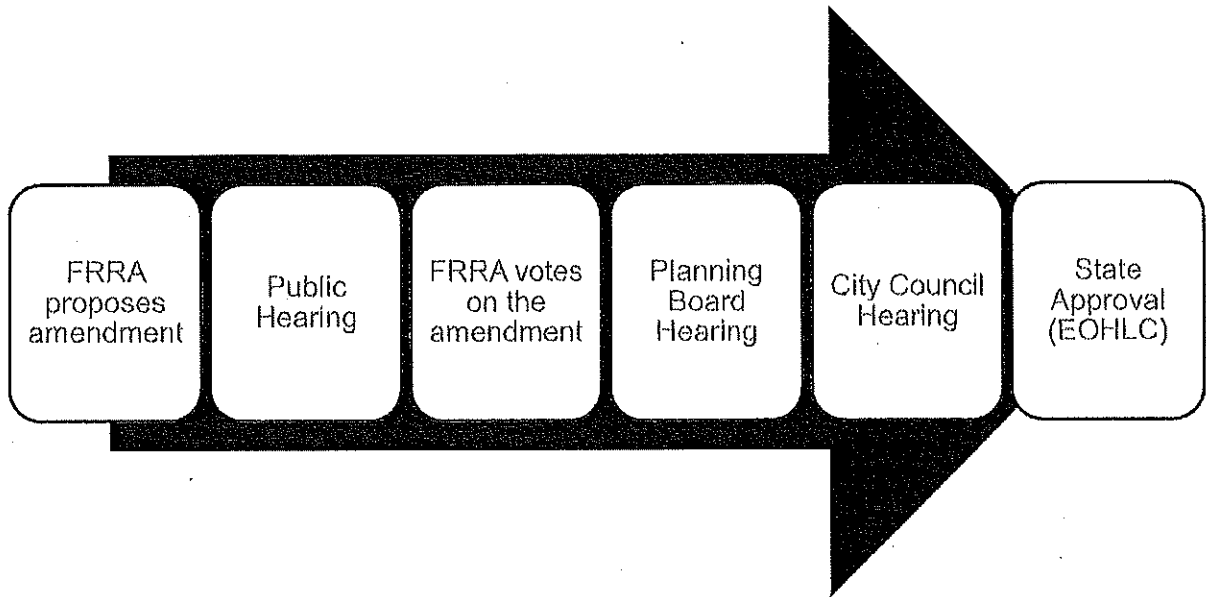 FRRA
proposes
amendment
Public
Hearing
FRRA votes
on the
amendment
Planning
Board
Hearing
City Council
Hearing
State
Approval
(EOHLC)